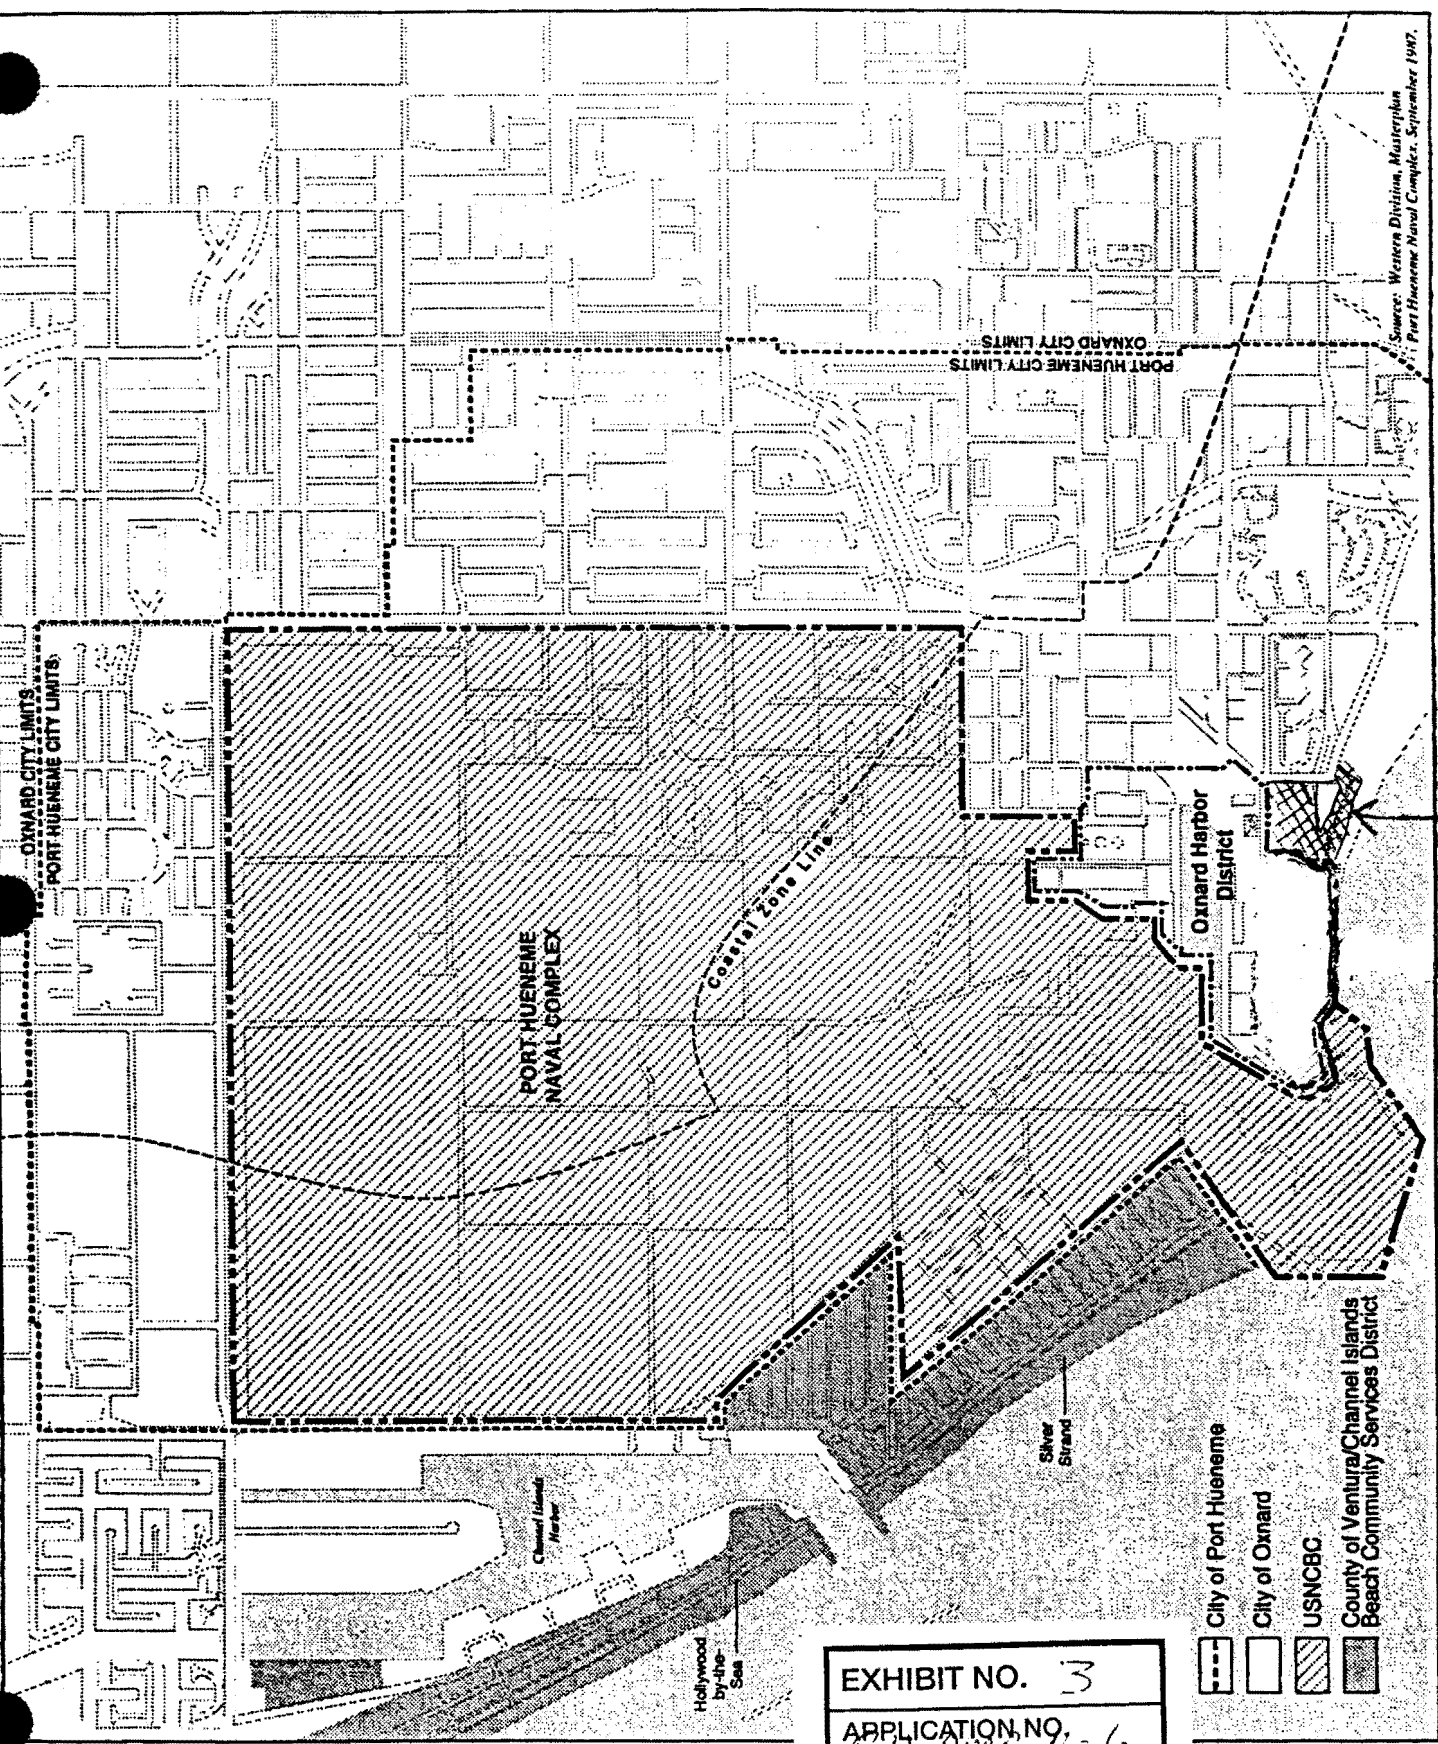 OXNARD CITY LIMITS
PORT HUENEME CITY LIMITS
OXNARD CITY LIMITS
PORT HUENEME CITY LIMITS
Source: Western Division, Masterplan
Port Hueneme Naval Complex, September 1987.
PORT HUENEME
NAVAL COMPLEX
Coastal Zone Line
Oxnard Harbor
District
Channel Islands
Harbor
Silver
Strand
Hollywood
by-the-
Sea
City of Port Hueneme
City of Oxnard
USNCBC
County of Ventura/Channel Islands
Beach Community Services District
EXHIBIT NO. 3
APPLICATION NO.